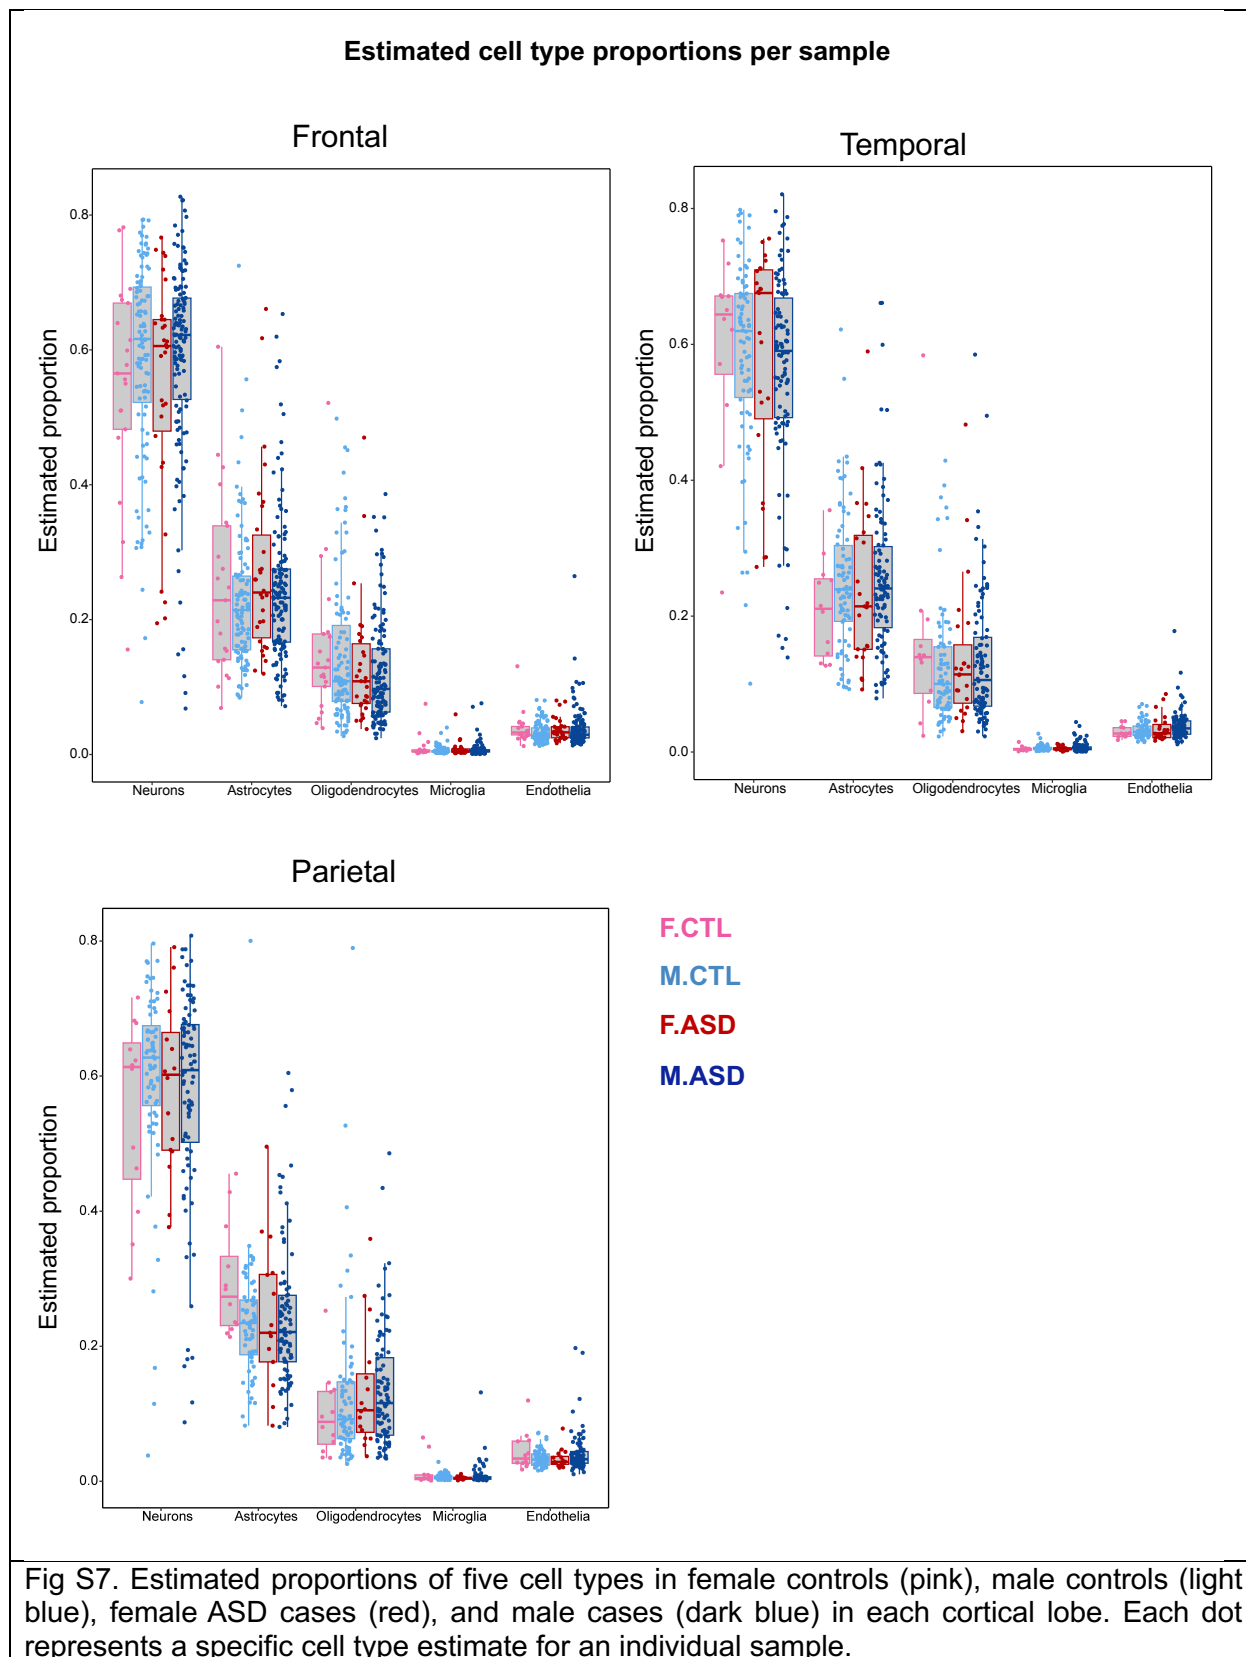 Estimated cell type proportions per sample
Frontal
Temporal
Estimated proportion
0.8
0.6
0.4
0.2
0.0
Neurons Astrocytes Oligodendrocytes Microglia Endothelia
Estimated proportion
0.8
0.6
0.4
0.2
0.0
Neurons Astrocytes Oligodendrocytes Microglia Endothelia
Parietal
Estimated proportion
0.8
0.6
0.4
0.2
0.0
Neurons Astrocytes Oligodendrocytes Microglia Endothelia
F.CTL
M.CTL
F.ASD
M.ASD
Fig S7. Estimated proportions of five cell types in female controls (pink), male controls (light
blue), female ASD cases (red), and male cases (dark blue) in each cortical lobe. Each dot
represents a specific cell type estimate for an individual sample.